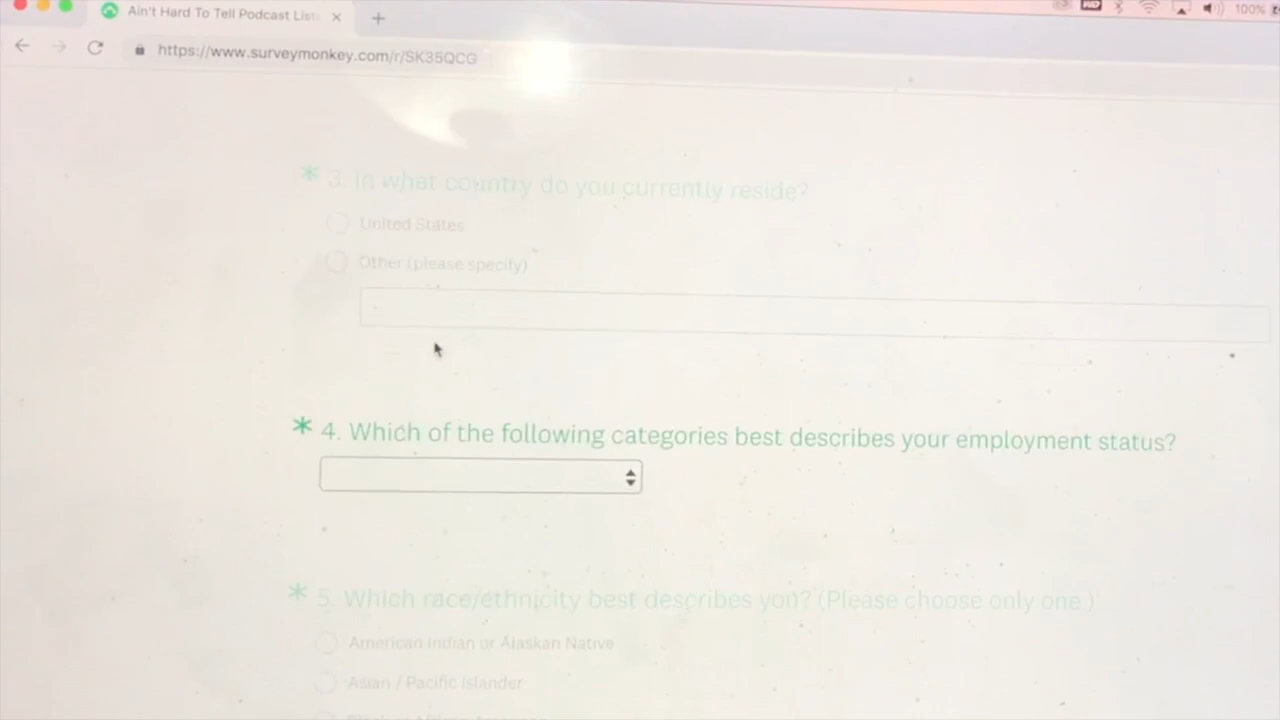 Ain't Hard To Tell Podcast List
100%
https://www.surveymonkey.com/r/SK35QCG
* 3. In what country do you currently reside?
United States
Other (please specify)
* 4. Which of the following categories best describes your employment status?
* 5. Which race/ethnicity best describes you? (Please choose only one.)
American Indian or Alaskan Native
Asian / Pacific Islander